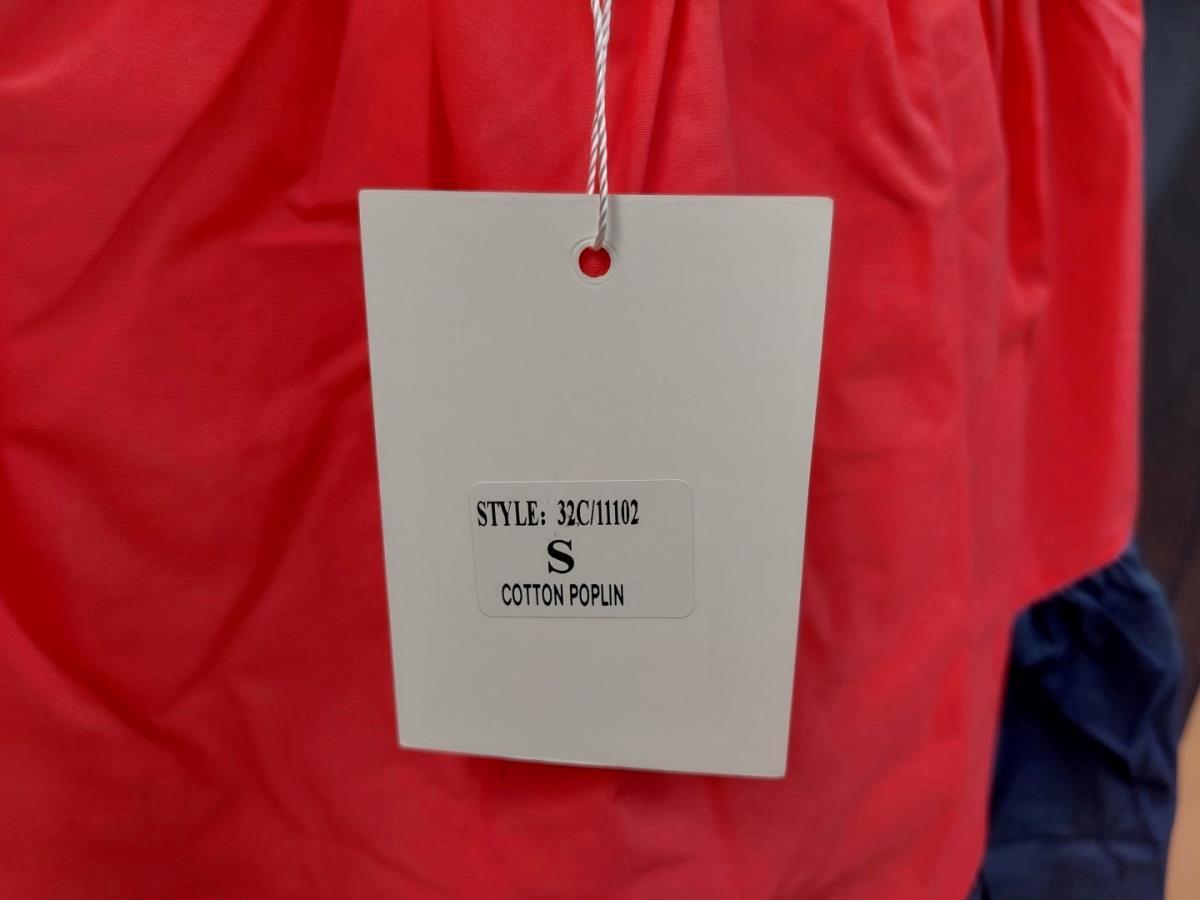 STYLE: 32C/11102
S
COTTON POPLIN